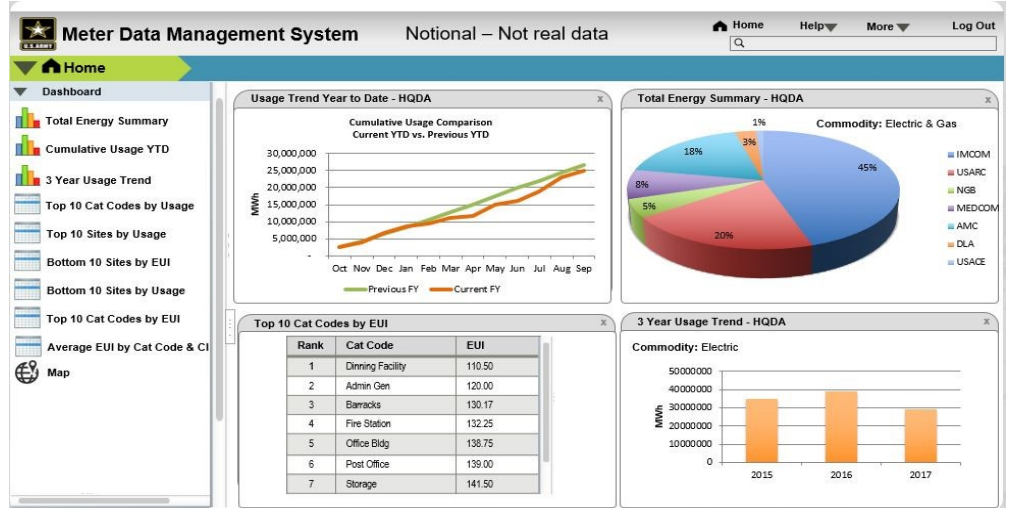 U.S.ARMY
Meter Data Management System
Notional – Not real data
Home
Help
More
Log Out
Home
Dashboard
Total Energy Summary
Cumulative Usage YTD
3 Year Usage Trend
Top 10 Cat Codes by Usage
Top 10 Sites by Usage
Bottom 10 Sites by EUI
Bottom 10 Sites by Usage
Top 10 Cat Codes by EUI
Average EUI by Cat Code & Cl
Map
Usage Trend Year to Date - HQDA
x
Cumulative Usage Comparison
Current YTD vs. Previous YTD
30,000,000
25,000,000
20,000,000
15,000,000
10,000,000
5,000,000
-
MWh
Oct Nov Dec Jan Feb Mar Apr May Jun Jul Aug Sep
Previous FY Current FY
Total Energy Summary - HQDA
x
Commodity: Electric & Gas
1%
3%
18%
45%
8%
5%
20%
IMCOM
USARC
NGB
MEDCOM
AMC
DLA
USACE
Top 10 Cat Codes by EUI
x
Rank Cat Code EUI
1 Dinning Facility 110.50
2 Admin Gen 120.00
3 Barracks 130.17
4 Fire Station 132.25
5 Office Bldg 138.75
6 Post Office 139.00
7 Storage 141.50
3 Year Usage Trend - HQDA
x
Commodity: Electric
50000000
40000000
30000000
20000000
10000000
0
MWh
2015 2016 2017